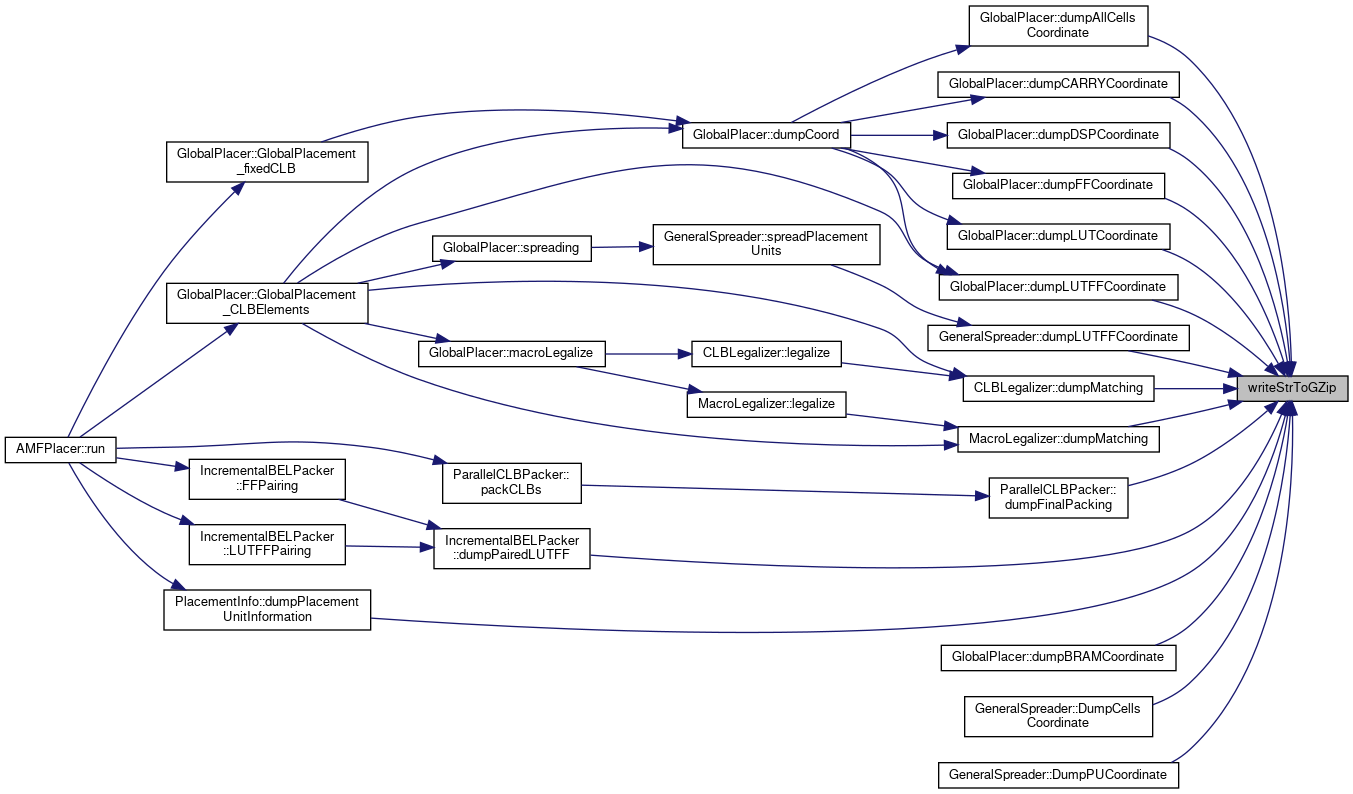 GlobalPlacer::dumpAllCells
Coordinate
GlobalPlacer::dumpCARRYCoordinate
GlobalPlacer::dumpCoord
GlobalPlacer::dumpDSPCoordinate
GlobalPlacer::GlobalPlacement
_fixedCLB
GlobalPlacer::dumpFFCoordinate
GlobalPlacer::dumpLUTCoordinate
GeneralSpreader::spreadPlacement
Units
GlobalPlacer::spreading
GlobalPlacer::dumpLUTFFCoordinate
GlobalPlacer::GlobalPlacement
_CLBElements
GeneralSpreader::dumpLUTFFCoordinate
GlobalPlacer::macroLegalize
CLBLegalizer::legalize
CLBLegalizer::dumpMatching
writeStrToGZip
MacroLegalizer::legalize
MacroLegalizer::dumpMatching
AMFPlacer::run
IncrementalBELPacker
::FFPairing
ParallelCLBPacker::
packCLBs
ParallelCLBPacker::
dumpFinalPacking
IncrementalBELPacker
::LUTFFPairing
IncrementalBELPacker
::dumpPairedLUTFF
PlacementInfo::dumpPlacement
UnitInformation
GlobalPlacer::dumpBRAMCoordinate
GeneralSpreader::DumpCells
Coordinate
GeneralSpreader::DumpPUCoordinate